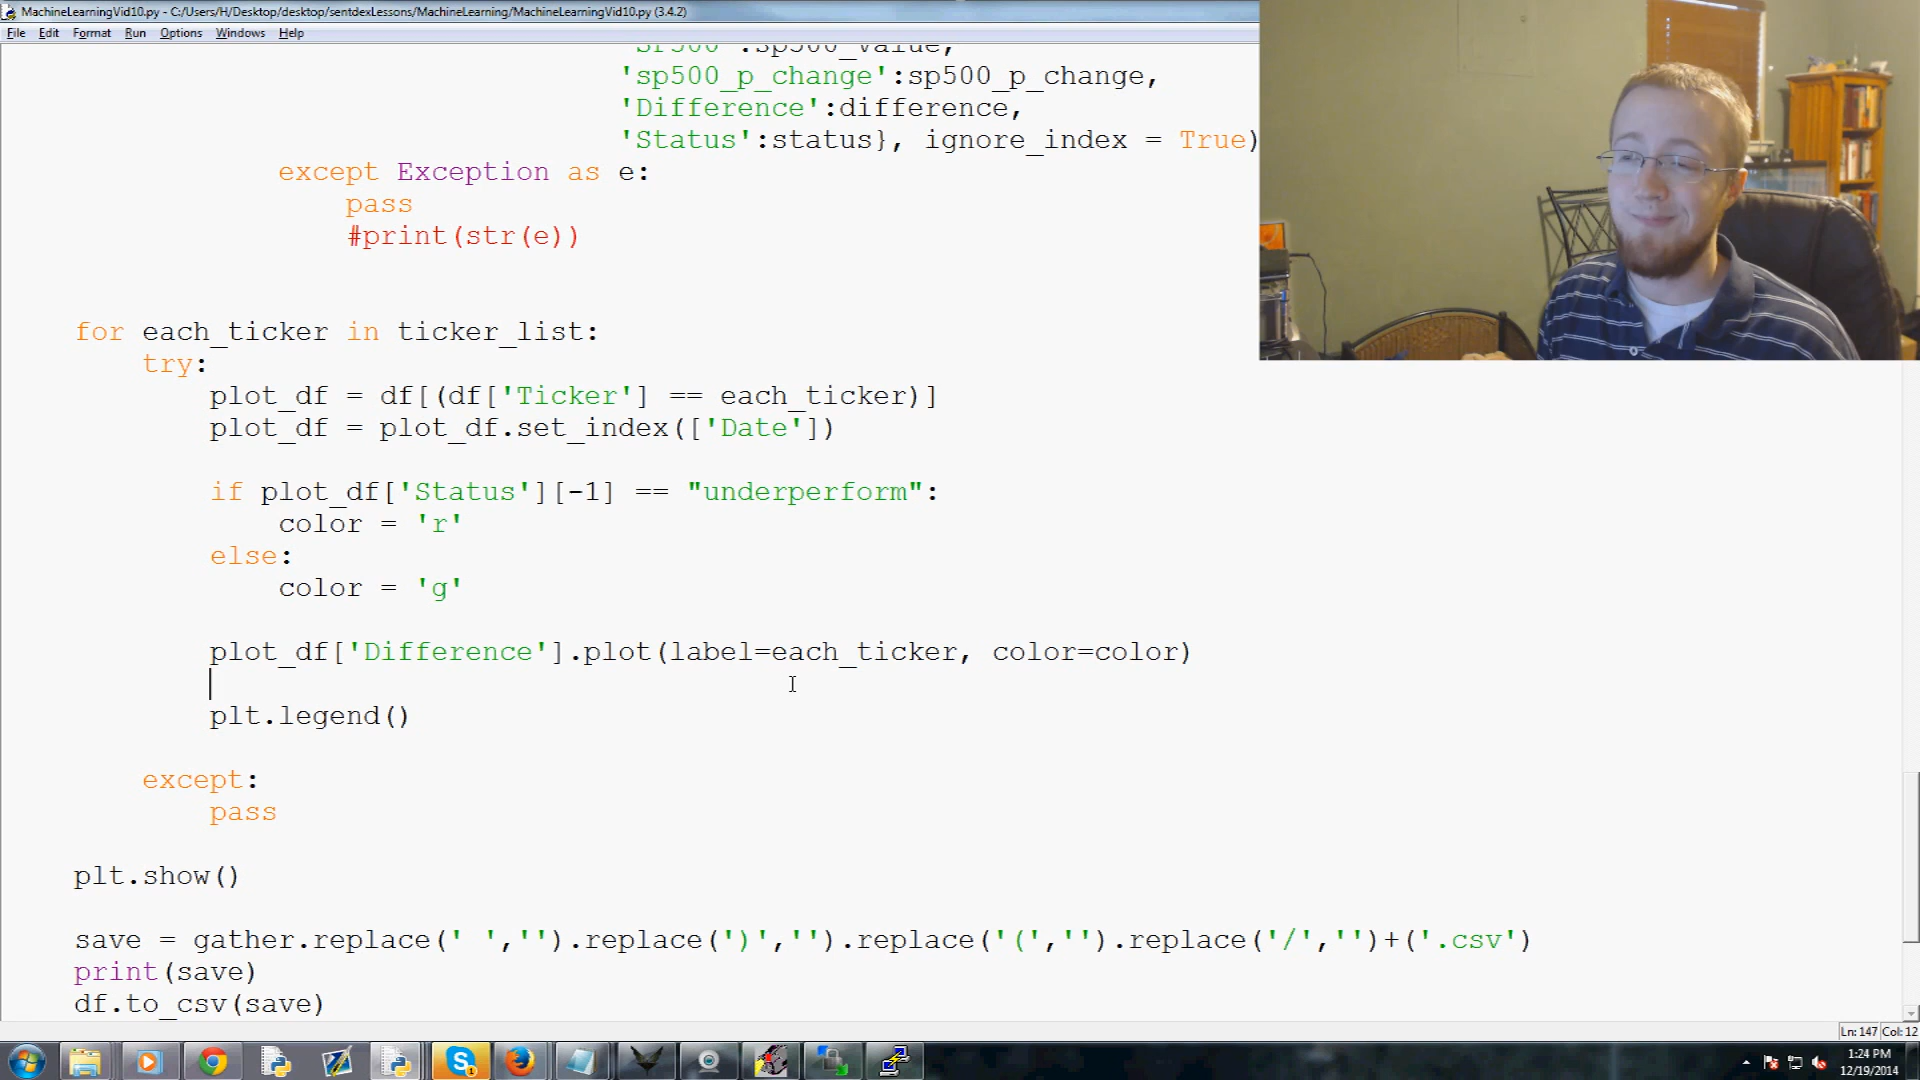 MachineLearningVid10.py - C:/Users/H/Desktop/desktop/sentdexLessons/MachineLearning/MachineLearningVid10.py (3.4.2)
File Edit Format Run Options Windows Help
'SP500':sp500_value,
'sp500_p_change':sp500_p_change,
'Difference':difference,
'Status':status}, ignore_index = True)
except Exception as e:
pass
#print(str(e))
for each_ticker in ticker_list:
try:
plot_df = df[(df['Ticker'] == each_ticker)]
plot_df = plot_df.set_index(['Date'])
if plot_df['Status'][-1] == "underperform":
color = 'r'
else:
color = 'g'
plot_df['Difference'].plot(label=each_ticker, color=color)
plt.legend()
except:
pass
plt.show()
save = gather.replace(' ','').replace(')','').replace('(','').replace('/','')+('.csv')
print(save)
df.to_csv(save)
Ln: 147 Col: 12
1:24 PM
12/19/2014